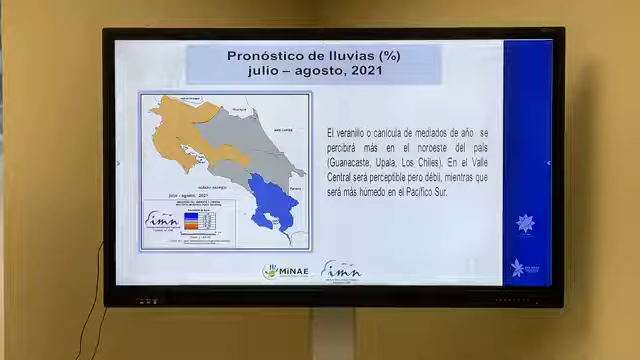 Pronóstico de lluvias (%)
julio – agosto, 2021
El veranillo o canícula de mediados de año se
percibirá más en el noroeste del país
(Guanacaste, Upala, Los Chiles). En el Valle
Central será perceptible pero débil, mientras que
será más húmedo en el Pacífico Sur.
julio - agosto, 2021
imn
MiNAE
imn